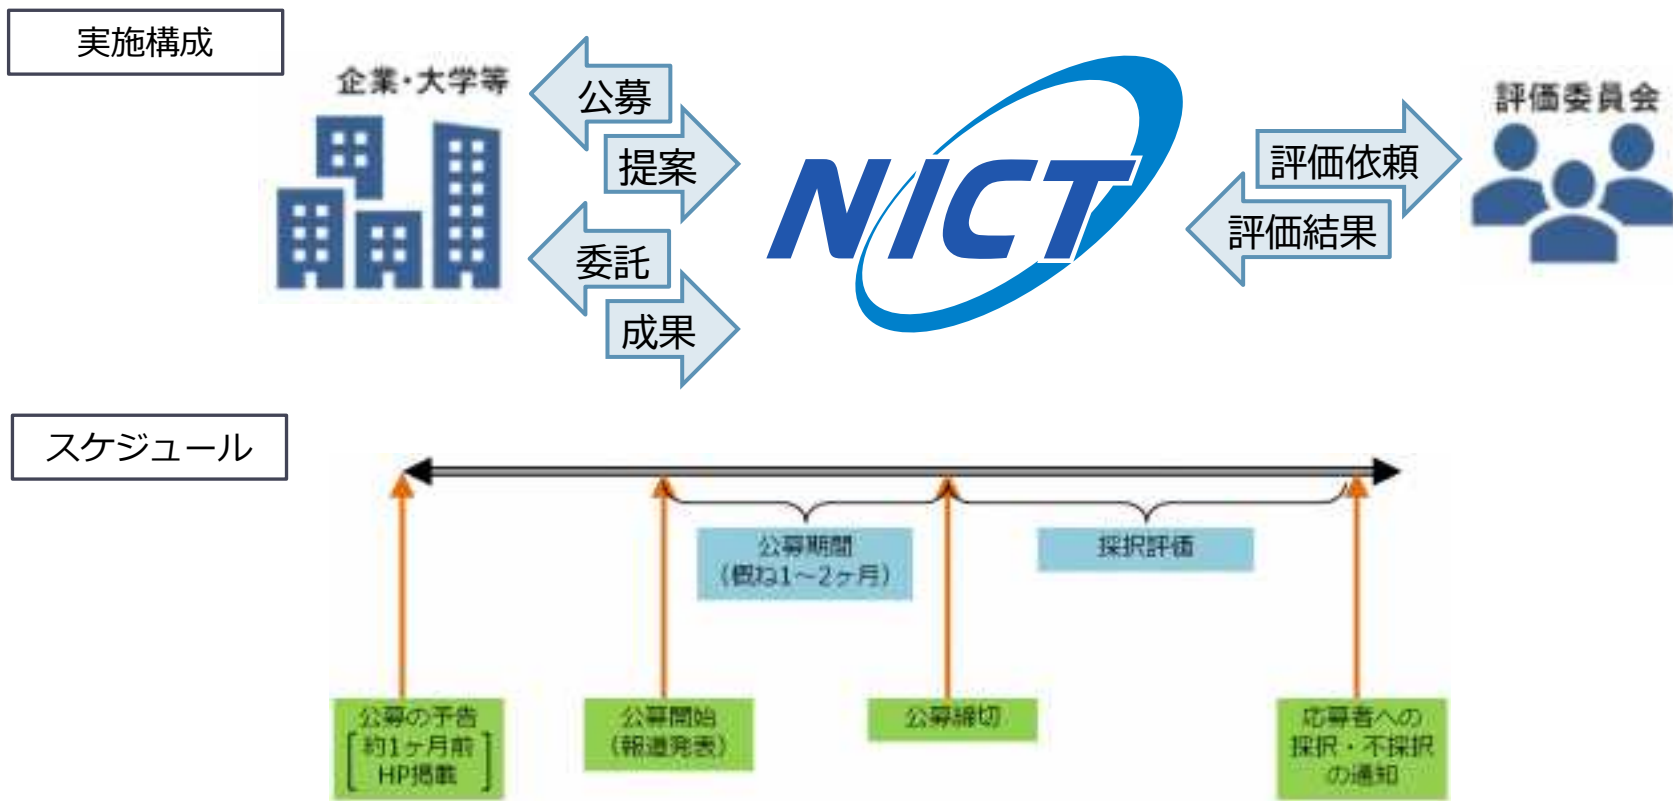 実施構成
企業・大学等
公募
提案
委託
成果
NICT
評価依頼
評価結果
評価委員会
スケジュール
公募期間
（概ね1～2ヶ月）
採択評価
公募の予告
約1ヶ月前
HP掲載
公募開始
（報道発表）
公募締切
応募者への
採択・不採択
の通知